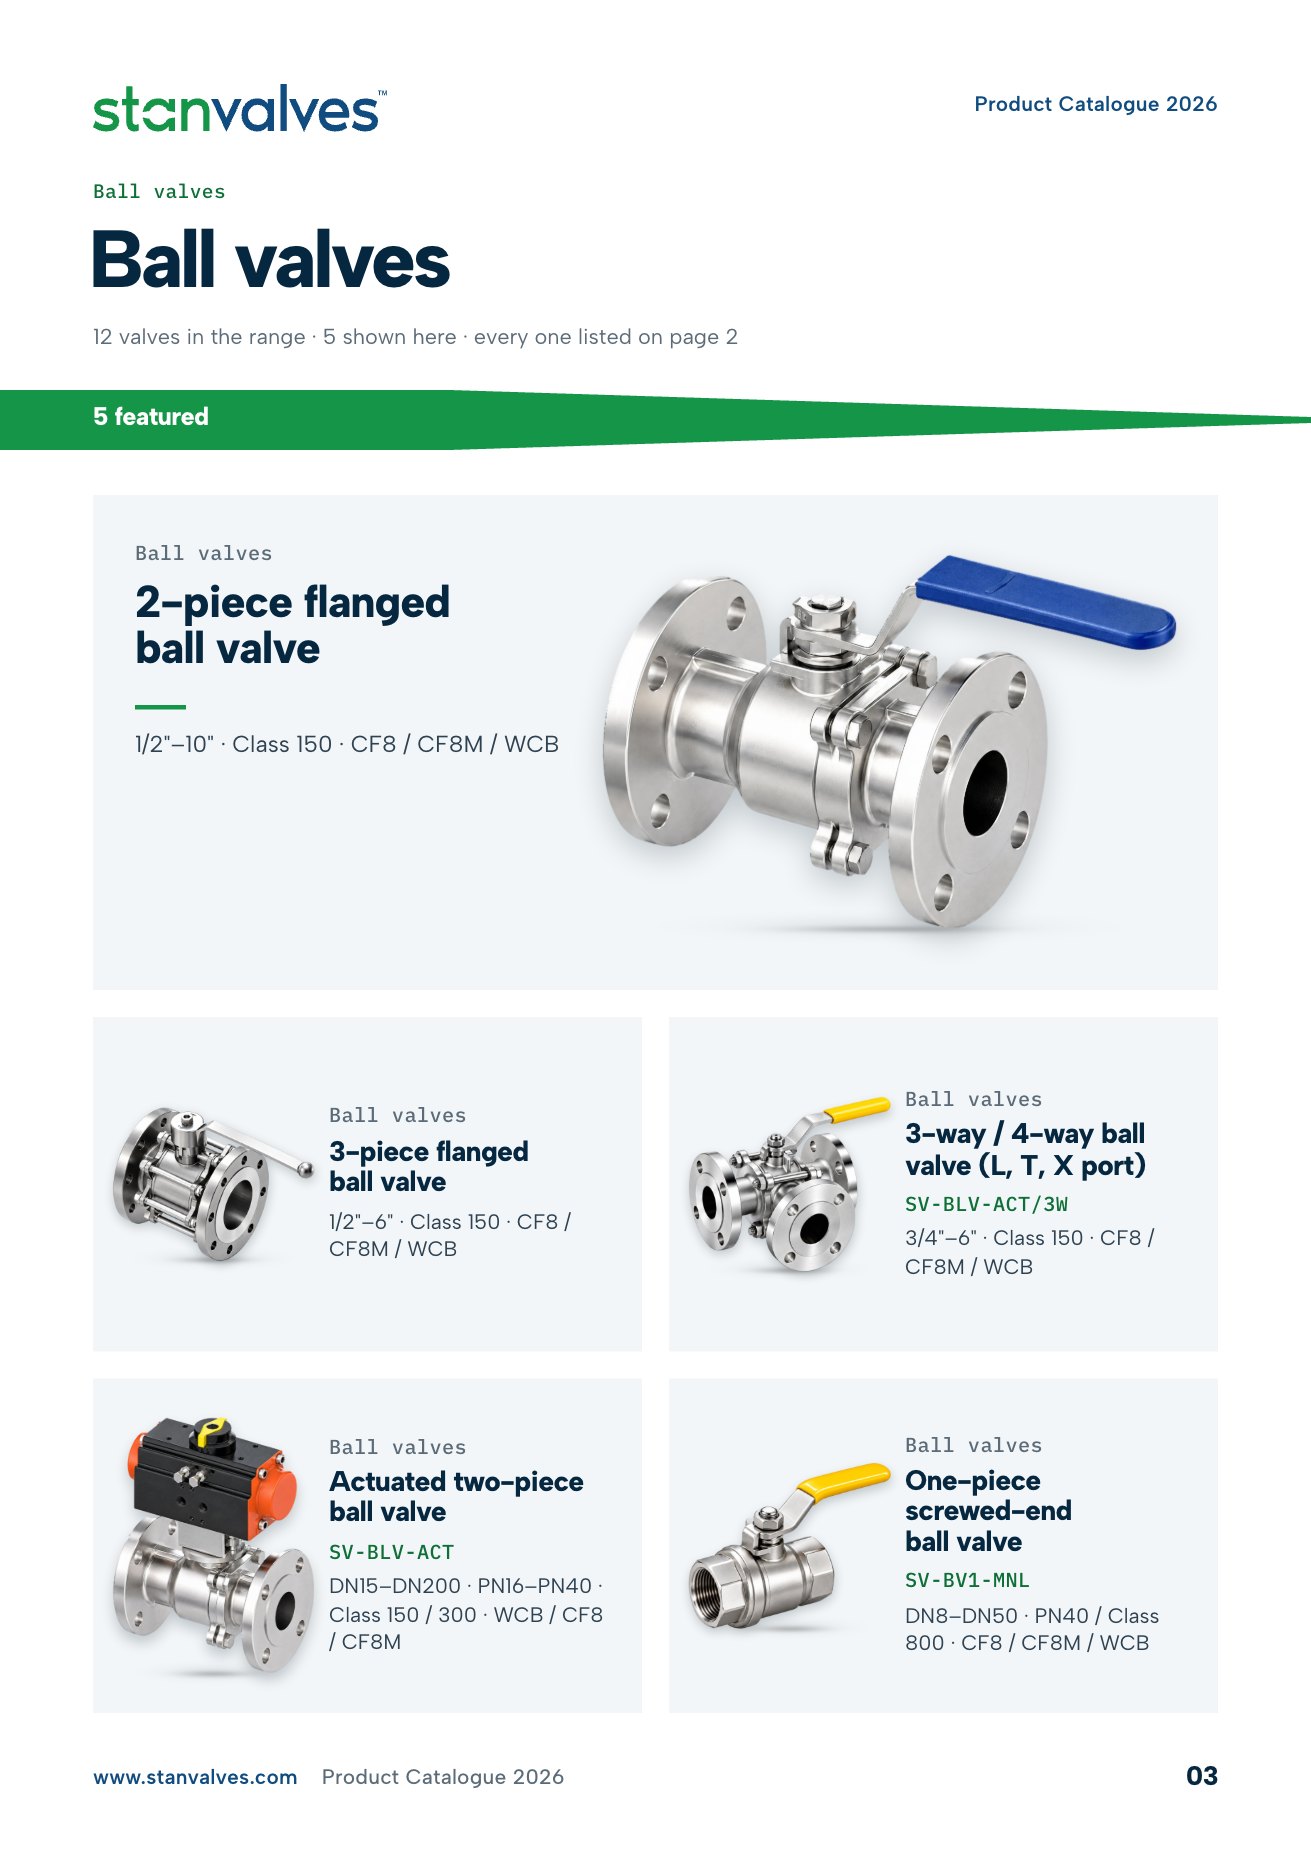 stanvalves™
Product Catalogue 2026
Ball valves
Ball valves
12 valves in the range · 5 shown here · every one listed on page 2
5 featured
Ball valves
2-piece flanged
ball valve
1/2"–10" · Class 150 · CF8 / CF8M / WCB
Ball valves
3-piece flanged
ball valve
1/2"–6" · Class 150 · CF8 /
CF8M / WCB
Ball valves
3-way / 4-way ball
valve (L, T, X port)
SV-BLV-ACT/3W
3/4"–6" · Class 150 · CF8 /
CF8M / WCB
Ball valves
Actuated two-piece
ball valve
SV-BLV-ACT
DN15–DN200 · PN16–PN40 ·
Class 150 / 300 · WCB / CF8
/ CF8M
Ball valves
One-piece
screwed-end
ball valve
SV-BV1-MNL
DN8–DN50 · PN40 / Class
800 · CF8 / CF8M / WCB
www.stanvalves.com Product Catalogue 2026
03